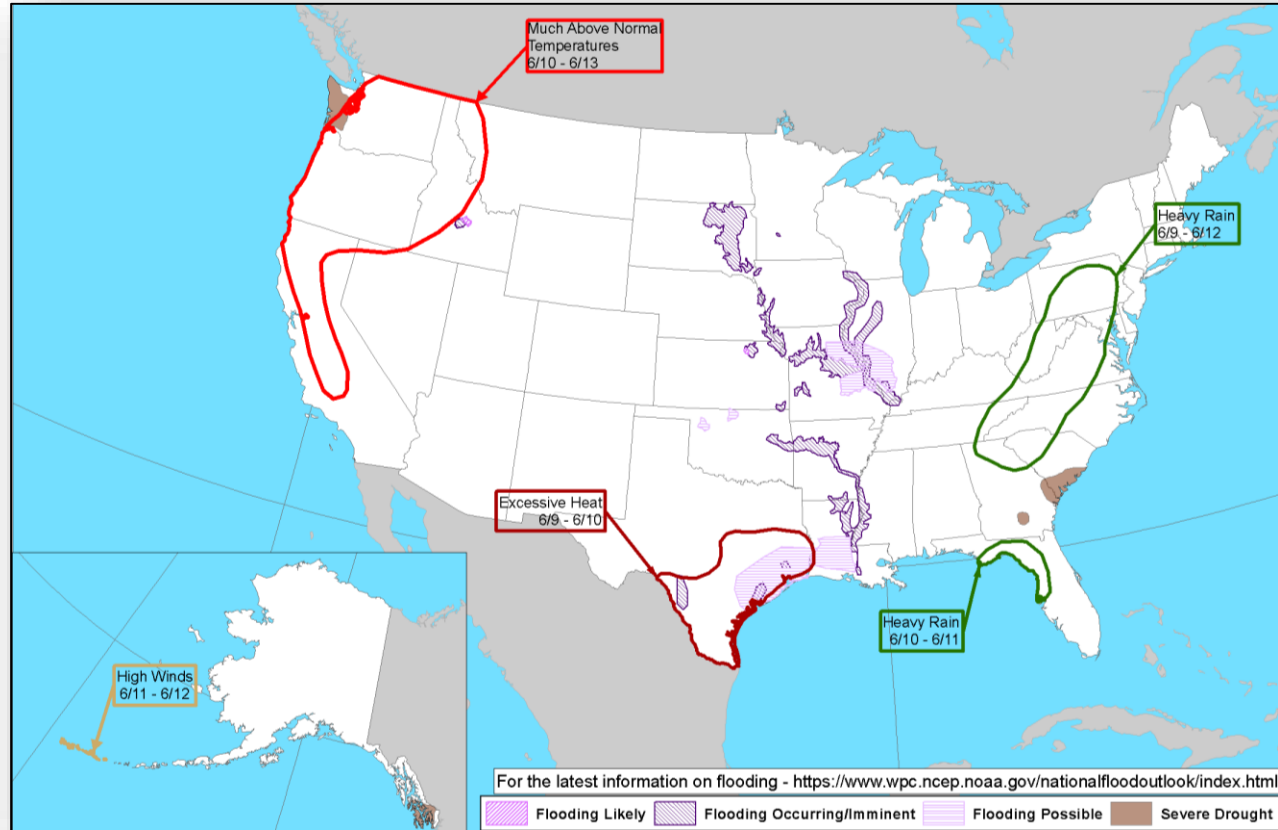 Much Above Normal
Temperatures
6/10 - 6/13
Heavy Rain
6/9 - 6/12
Excessive Heat
6/9 - 6/10
Heavy Rain
6/10 - 6/11
High Winds
6/11 - 6/12
For the latest information on flooding - https://www.wpc.ncep.noaa.gov/nationalfloodoutlook/index.html
Flooding Likely Flooding Occurring/Imminent Flooding Possible Severe Drought